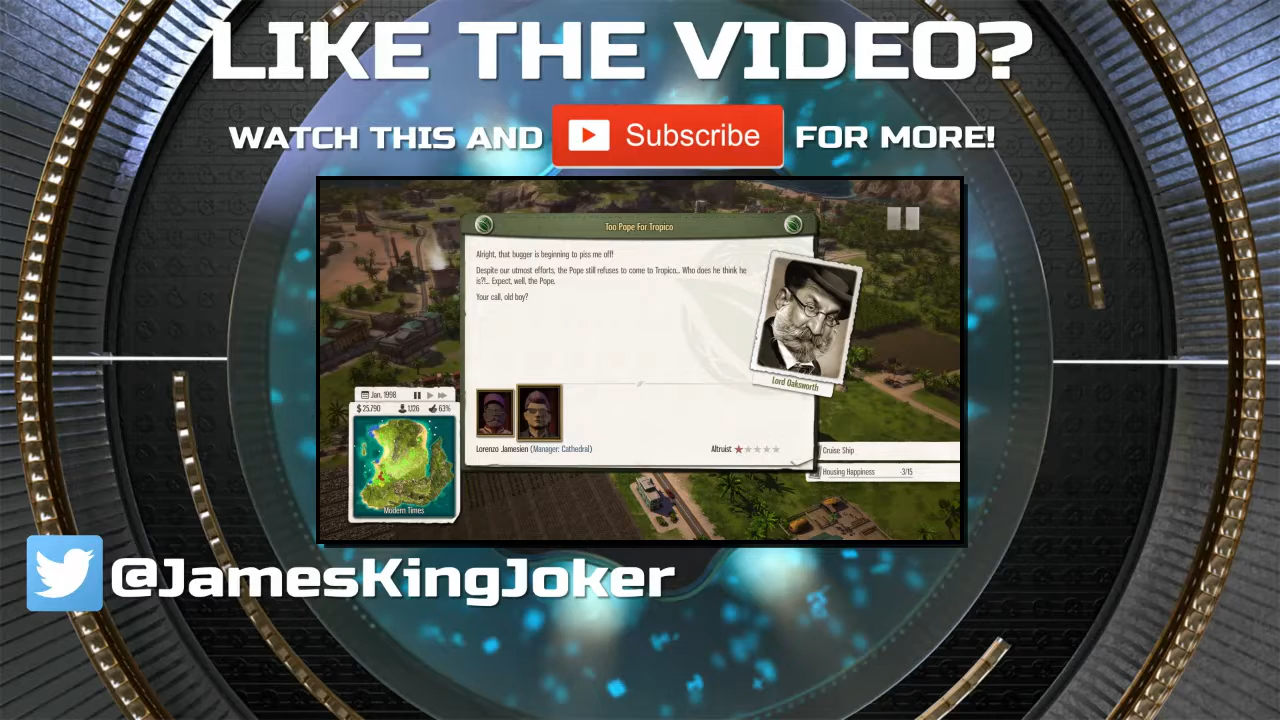 LIKE THE VIDEO?
WATCH THIS AND Subscribe FOR MORE!
Too Pope For Tropico
Alright, that bugger is beginning to piss me off!
Despite our utmost efforts, the Pope still refuses to come to Tropico... Who does he think he
is?!... Expect, well, the Pope.
Your call, old boy?
Lord Oaksworth
Jan, 1998
$ 25,790 1/126 63%
Lorenzo Jamesien (Manager: Cathedral) Altruist
Cruise Ship
Housing Happiness -3/15
Modern Times
@JamesKingJoker